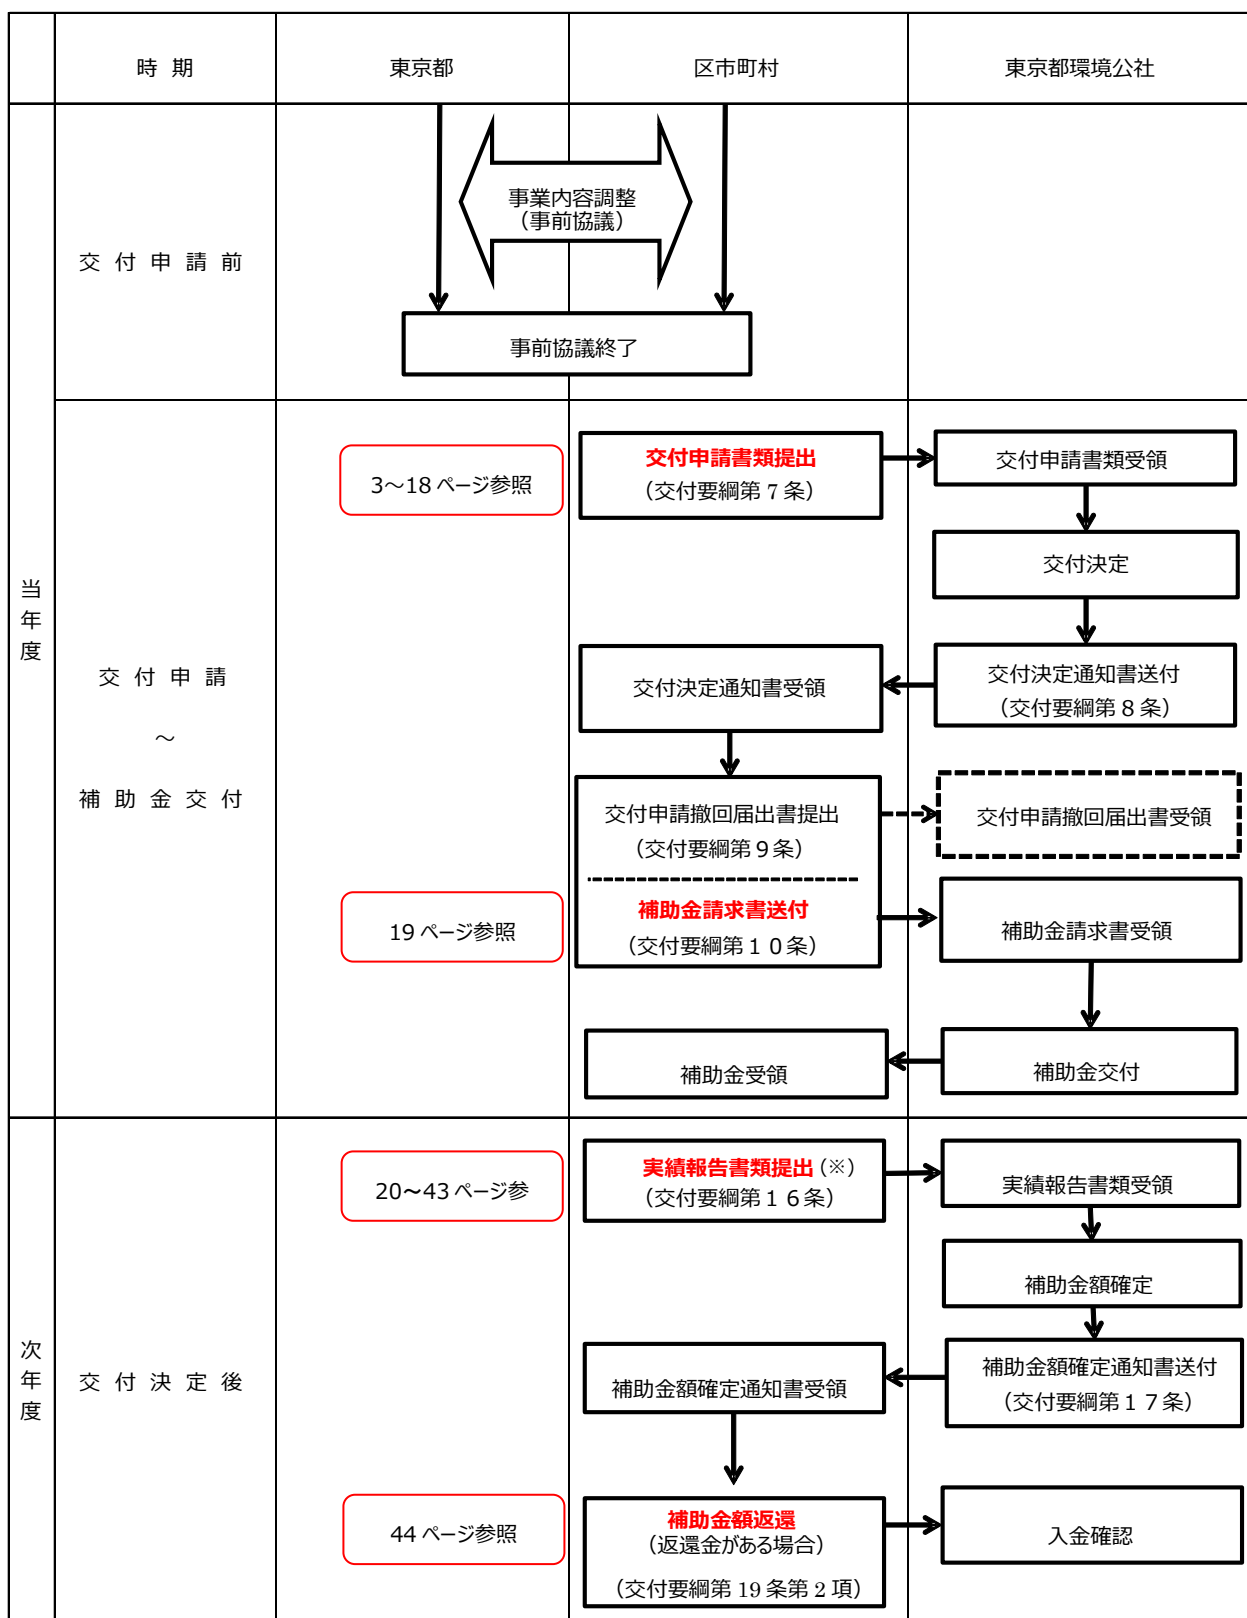 時 期
東京都
区市町村
東京都環境公社
当年度
交 付 申 請 前
事業内容調整
（事前協議）
事前協議終了
交 付 申 請
～
補 助 金 交 付
3～18 ページ参照
交付申請書類提出
（交付要綱第 7 条）
交付申請書類受領
交付決定
交付決定通知書受領
交付決定通知書送付
（交付要綱第８条）
交付申請撤回届出書提出
（交付要綱第９条）
交付申請撤回届出書受領
19 ページ参照
補助金請求書送付
（交付要綱第１０条）
補助金請求書受領
補助金受領
補助金交付
次年度
交 付 決 定 後
20～43 ページ参
実績報告書類提出（※）
（交付要綱第１６条）
実績報告書類受領
補助金額確定
補助金額確定通知書受領
補助金額確定通知書送付
（交付要綱第１７条）
44 ページ参照
補助金額返還
（返還金がある場合）
（交付要綱第 19 条第 2 項）
入金確認